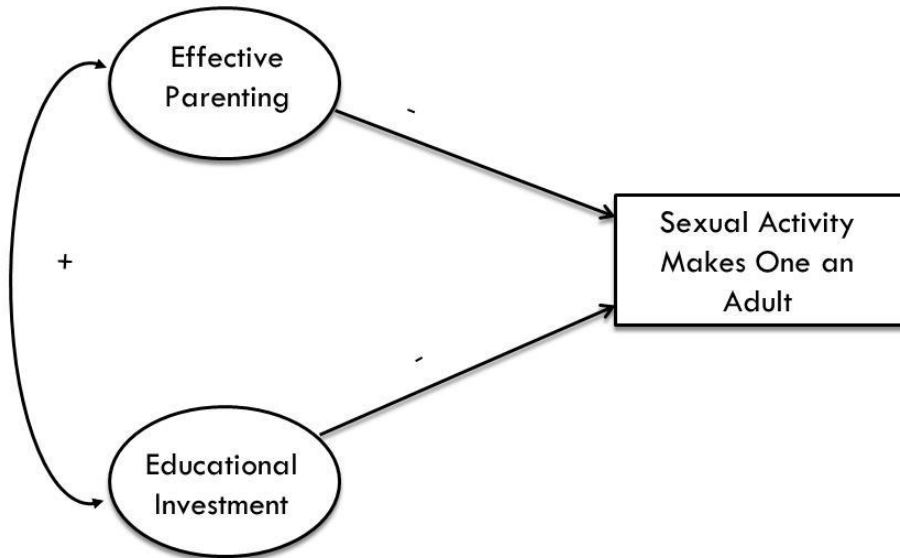 Effective
Parenting
-
Sexual Activity
Makes One an
Adult
+
-
Educational
Investment